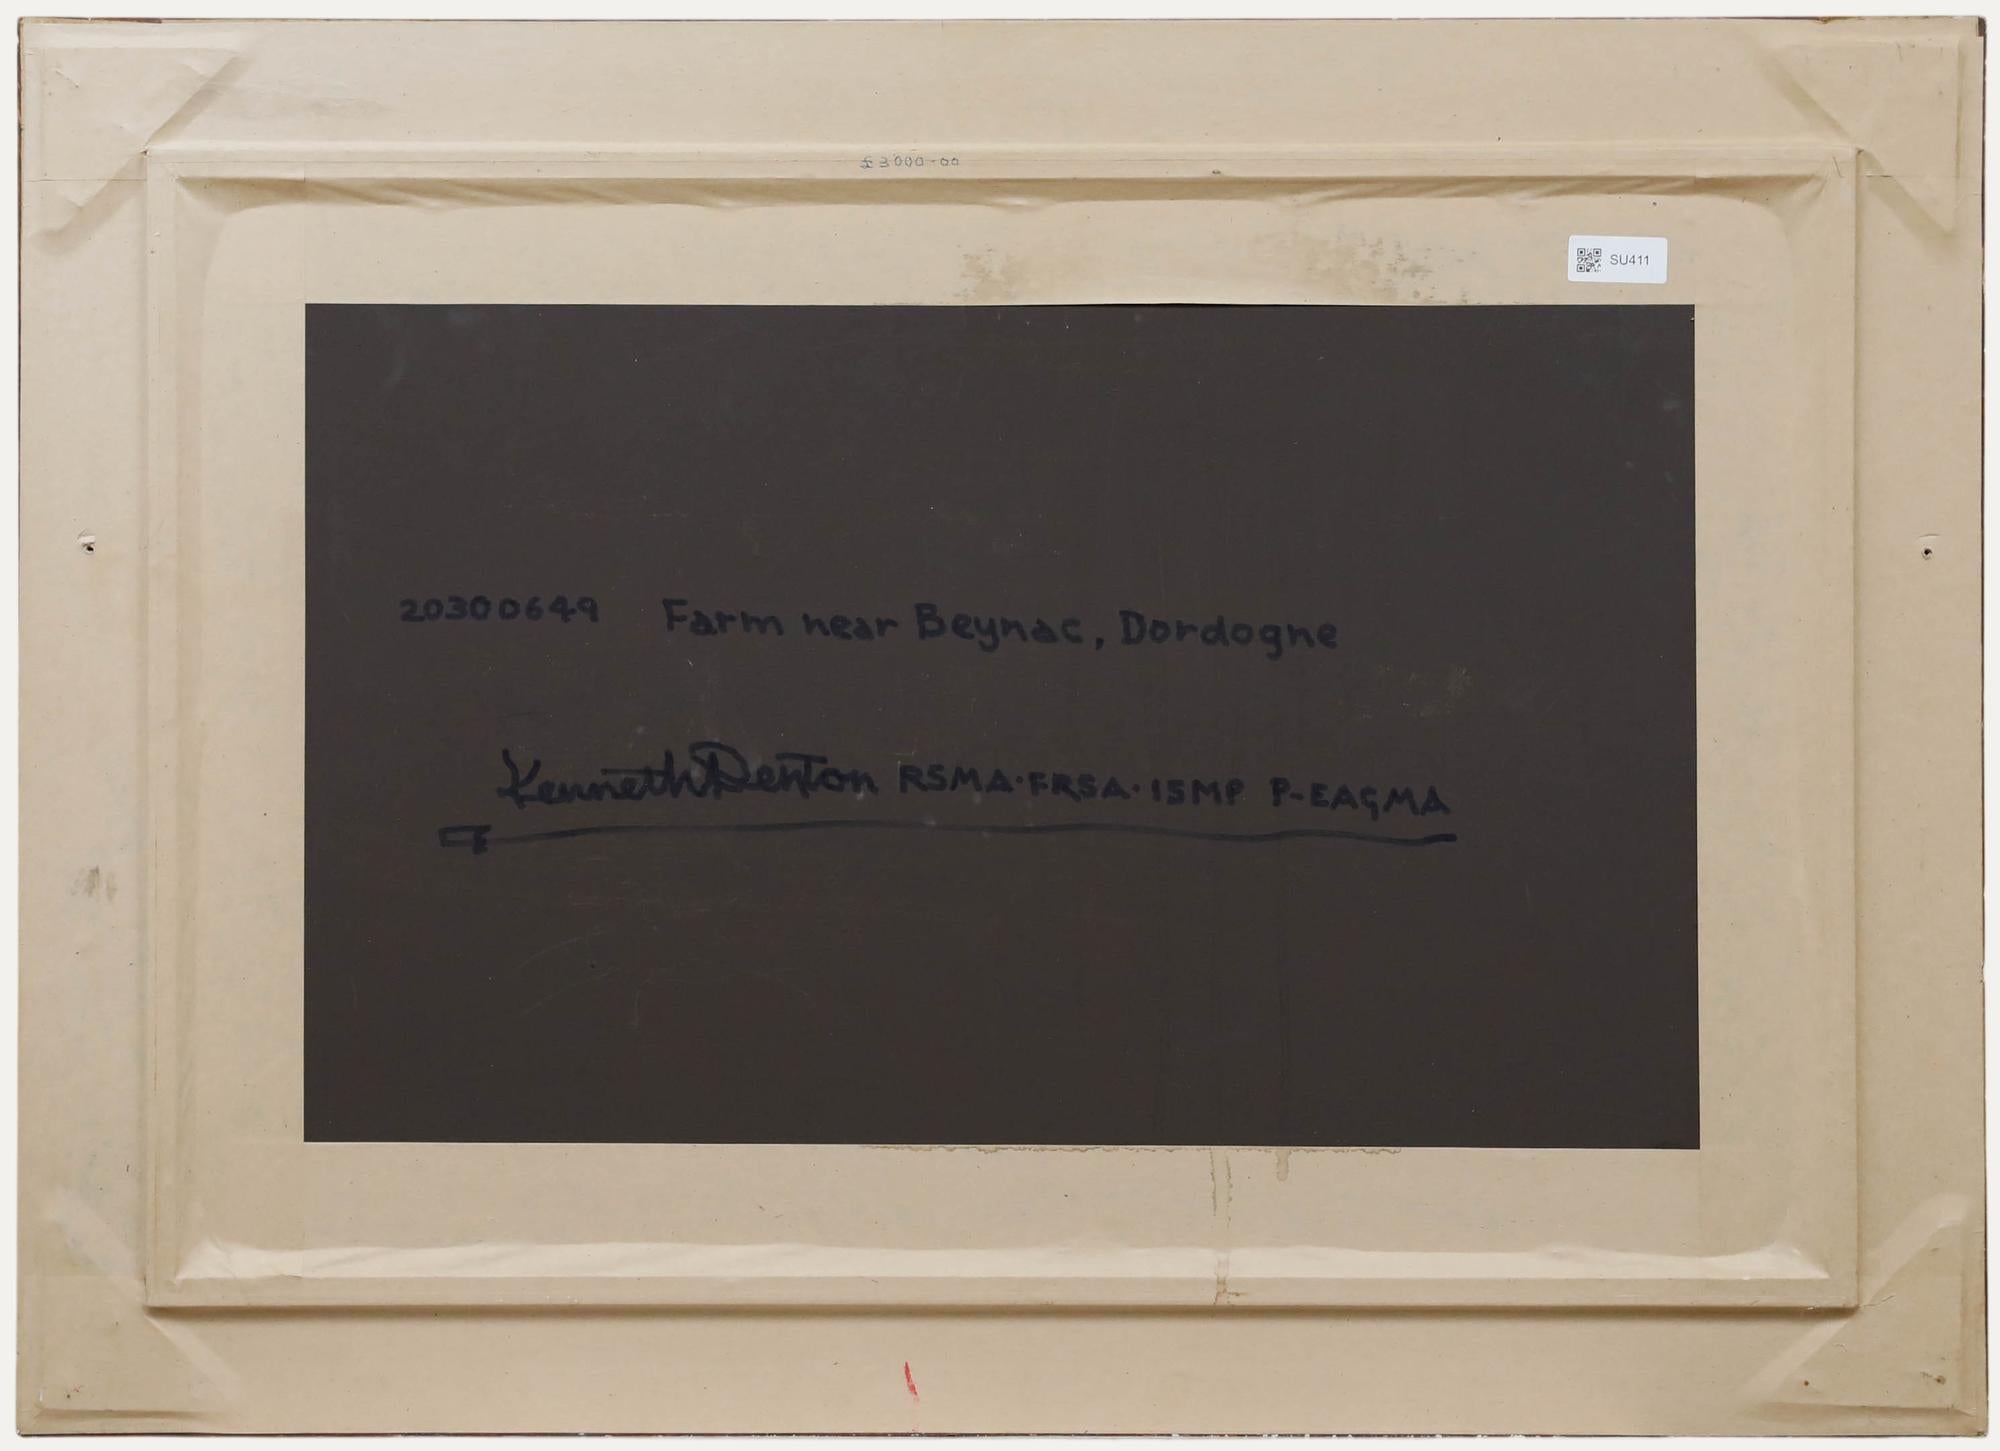 £3000-00
SU411
20300649 Farm near Beynac, Dordogne
Kenneth Denton RSMA·FRSA·ISMP P-EAGMA